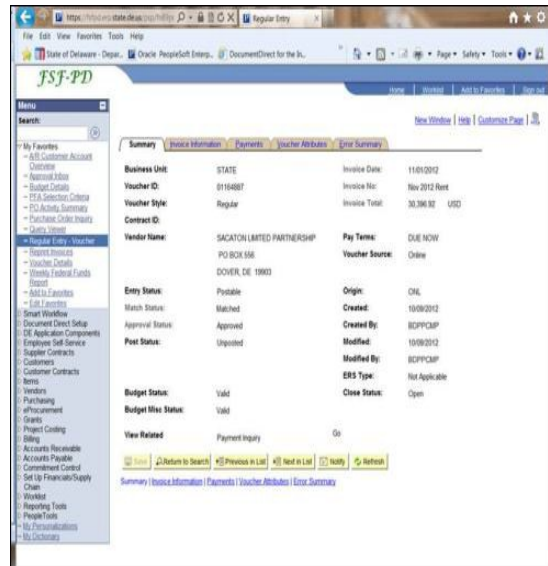 Regular Entry
File Edit View Favorites Tools Help
State of Delaware - Depar... Oracle PeopleSoft Enterp... DocumentDirect for the In...
Page Safety Tools
FSF-PD
Home | Worklist | Add to Favorites | Sign out
Menu
Search:
New Window | Help | Customize Page |
My Favorites
A/R Customer Account
Overview
Approval Inbox
Budget Details
PFA Selection Criteria
PO Activity Summary
Purchase Order Inquiry
Query Viewer
Regular Entry - Voucher
Reprint Invoices
Voucher Details
Weekly Federal Funds
Report
Add to Favorites
Edit Favorites
Smart Workflow
Document Direct Setup
DE Application Components
Employee Self-Service
Supplier Contracts
Customers
Customer Contracts
Items
Vendors
Purchasing
eProcurement
Grants
Project Costing
Billing
Accounts Receivable
Accounts Payable
Commitment Control
Set Up Financials/Supply
Chain
Worklist
Reporting Tools
PeopleTools
My Personalizations
My Dictionary
Summary Invoice Information Payments Voucher Attributes Error Summary
Business Unit: STATE Invoice Date: 11/01/2012
Voucher ID: 01164887 Invoice No: Nov 2012 Rent
Voucher Style: Regular Invoice Total: 30,396.92 USD
Contract ID:
Vendor Name: SACATON LIMITED PARTNERSHIP Pay Terms: DUE NOW
PO BOX 556 Voucher Source: Online
DOVER, DE 19903
Entry Status: Postable Origin: ONL
Match Status: Matched Created: 10/09/2012
Approval Status: Approved Created By: BDPPCMP
Post Status: Unposted Modified: 10/09/2012
Modified By: BDPPCMP
ERS Type: Not Applicable
Budget Status: Valid Close Status: Open
Budget Misc Status: Valid
View Related Payment Inquiry Go
Save Return to Search Previous in List Next in List Notify Refresh
Summary | Invoice Information | Payments | Voucher Attributes | Error Summary